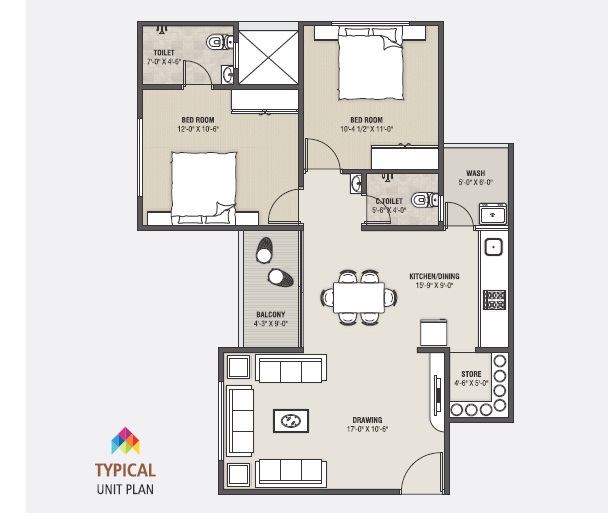 TOILET
7'-0" X 4'-6"
BED ROOM
12'-0" X 10'-6"
BED ROOM
10'-4 1/2" X 11'-0"
WASH
5'-0" X 6'-0"
C.TOILET
5'-6" X 4'-0"
KITCHEN/DINING
15'-9" X 9'-0"
BALCONY
4'-3" X 9'-0"
STORE
4'-6" X 5'-0"
DRAWING
17'-0" X 10'-6"
TYPICAL
UNIT PLAN